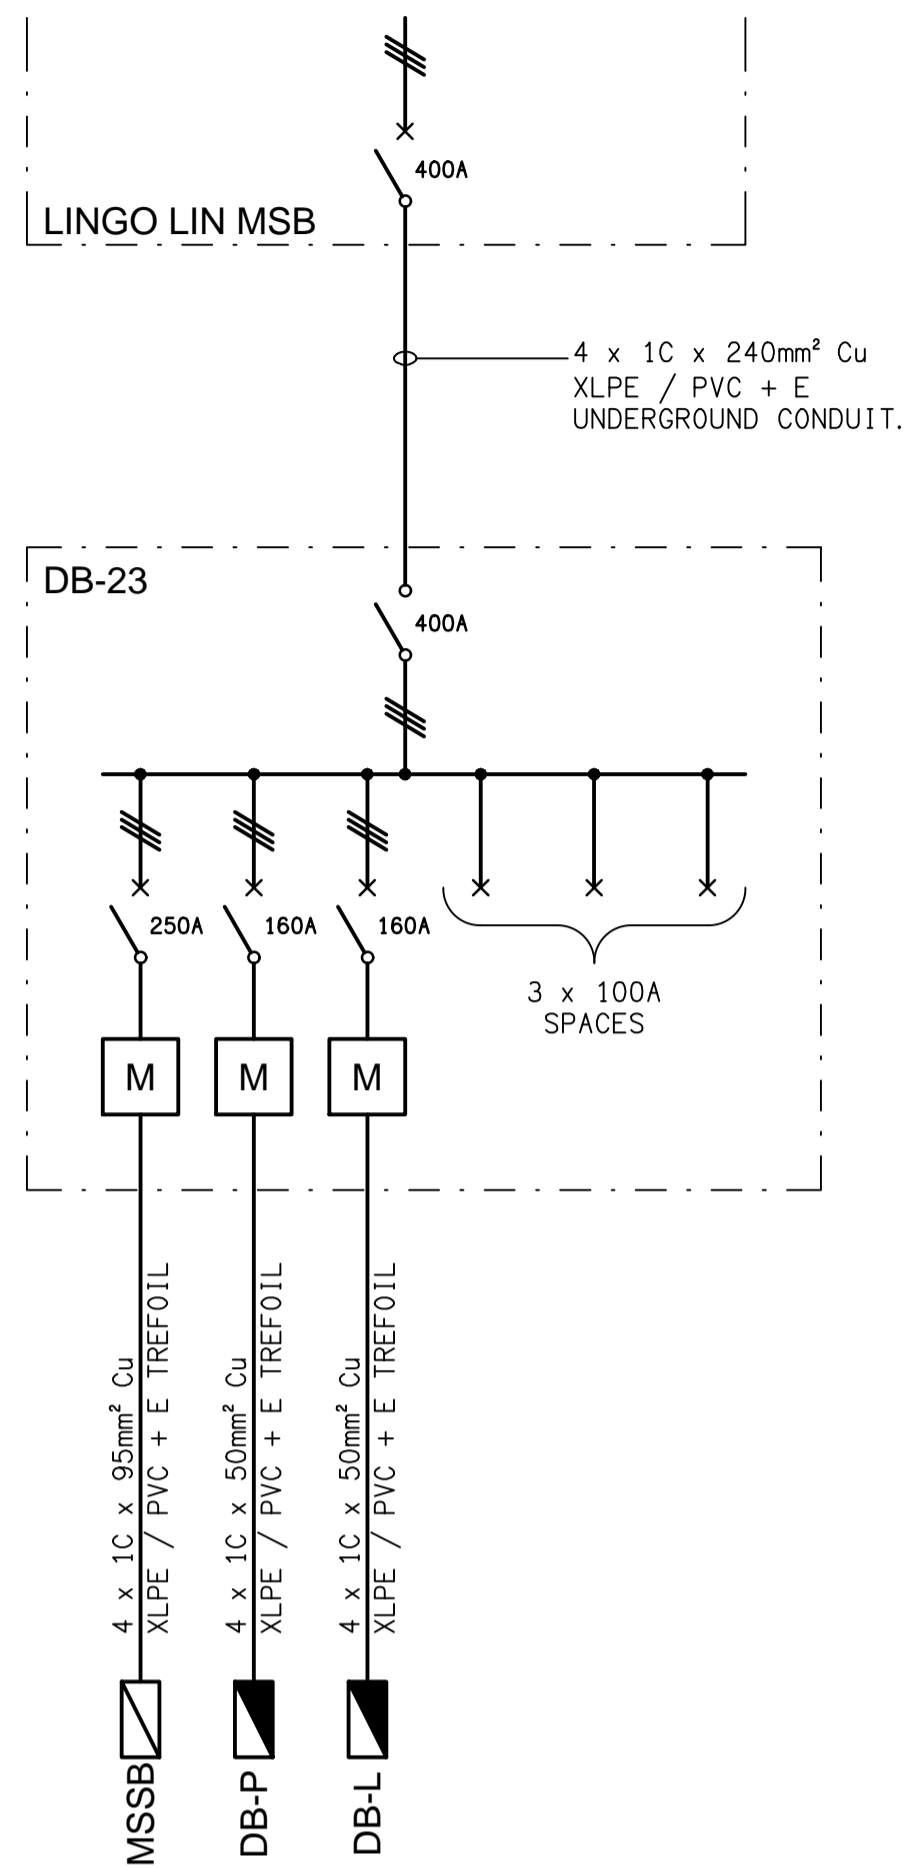 400A
LINGO LIN MSB
4 x 1C x 240mm² Cu
XLPE / PVC + E
UNDERGROUND CONDUIT.
DB-23
400A
250A
160A
160A
3 x 100A
SPACES
M
M
M
4 x 1C x 95mm² Cu
XLPE / PVC + E TREFOIL
4 x 1C x 50mm² Cu
XLPE / PVC + E TREFOIL
4 x 1C x 50mm² Cu
XLPE / PVC + E TREFOIL
MSSB
DB-P
DB-L